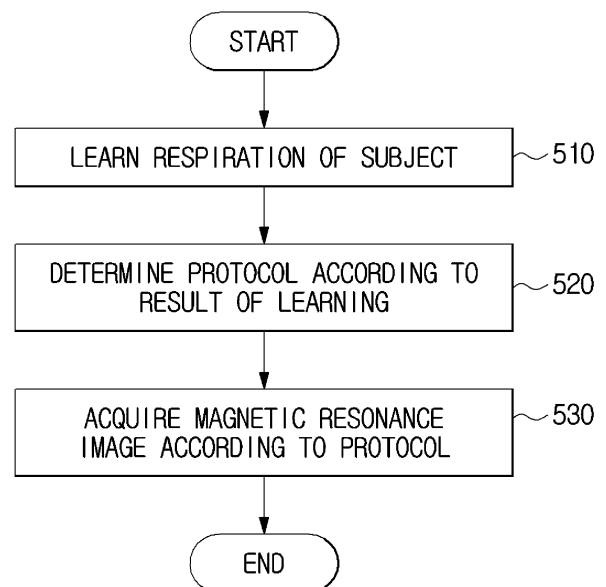 START
LEARN RESPIRATION OF SUBJECT
510
DETERMINE PROTOCOL ACCORDING TO
RESULT OF LEARNING
520
ACQUIRE MAGNETIC RESONANCE
IMAGE ACCORDING TO PROTOCOL
530
END